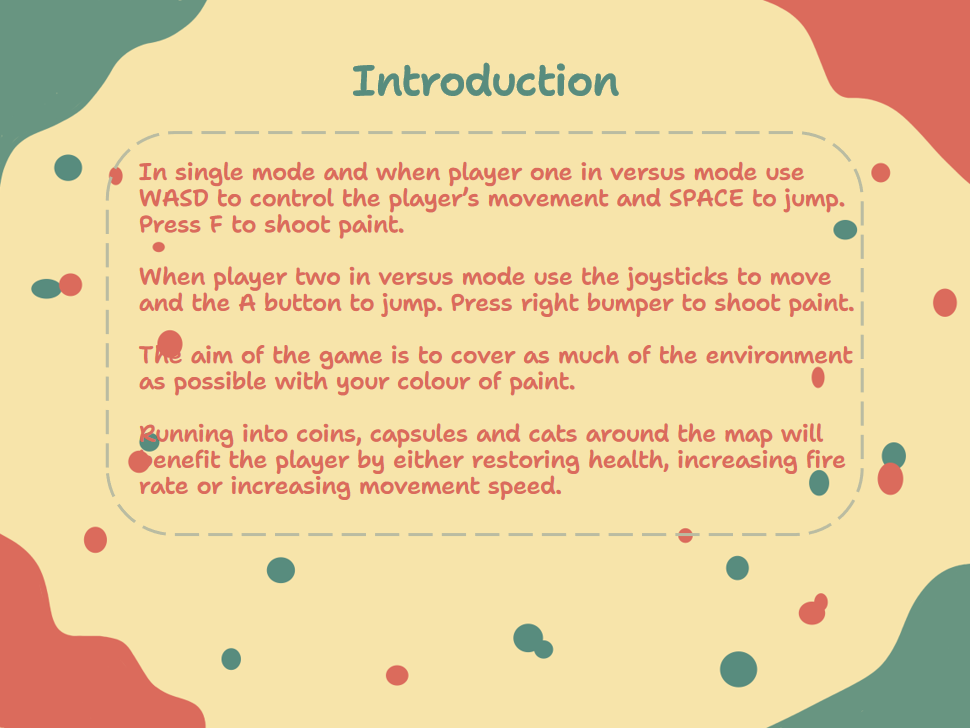 Introduction
In single mode and when player one in versus mode use
WASD to control the player's movement and SPACE to jump.
Press F to shoot paint.
When player two in versus mode use the joysticks to move
and the A button to jump. Press right bumper to shoot paint.
The aim of the game is to cover as much of the environment
as possible with your colour of paint.
Running into coins, capsules and cats around the map will
benefit the player by either restoring health, increasing fire
rate or increasing movement speed.